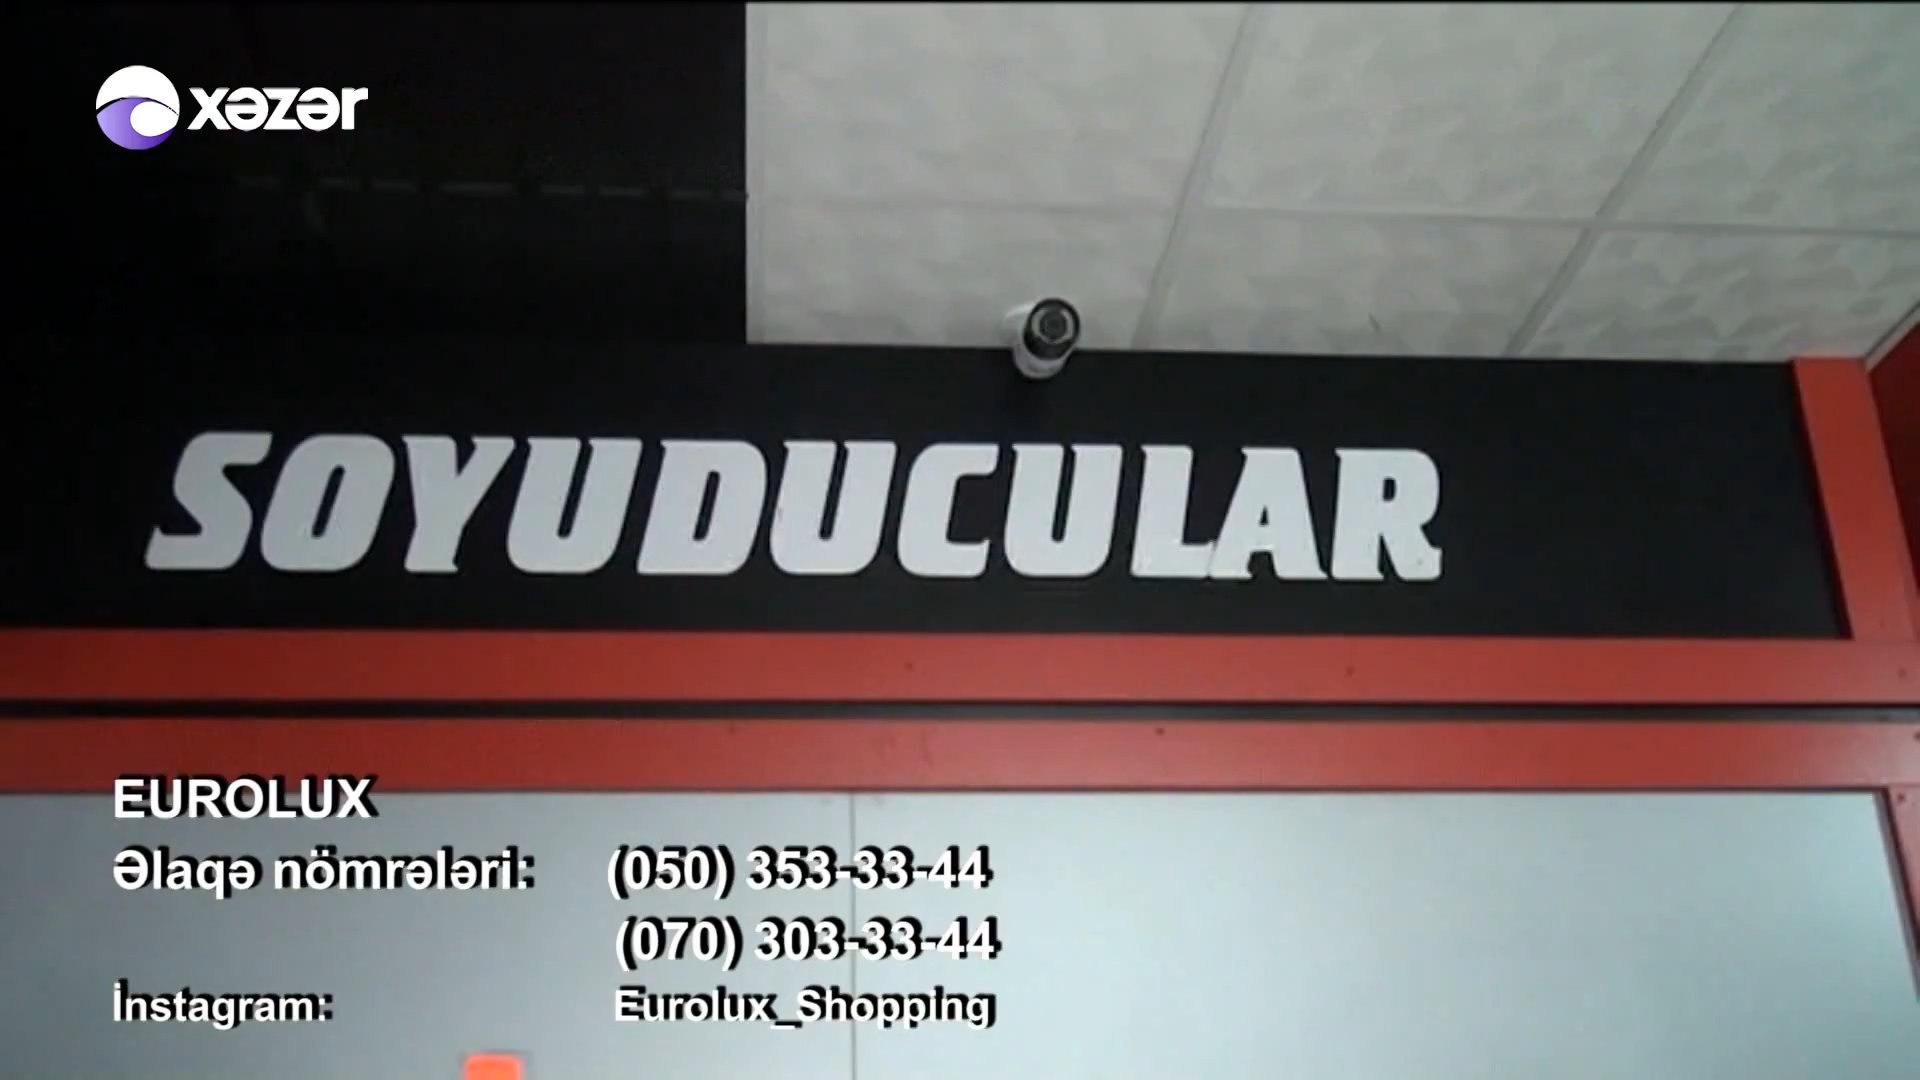 xəzər
SOYUDUCULAR
EUROLUX
Əlaqə nömrələri: (050) 353-33-44
(070) 303-33-44
İnstagram: Eurolux_Shopping